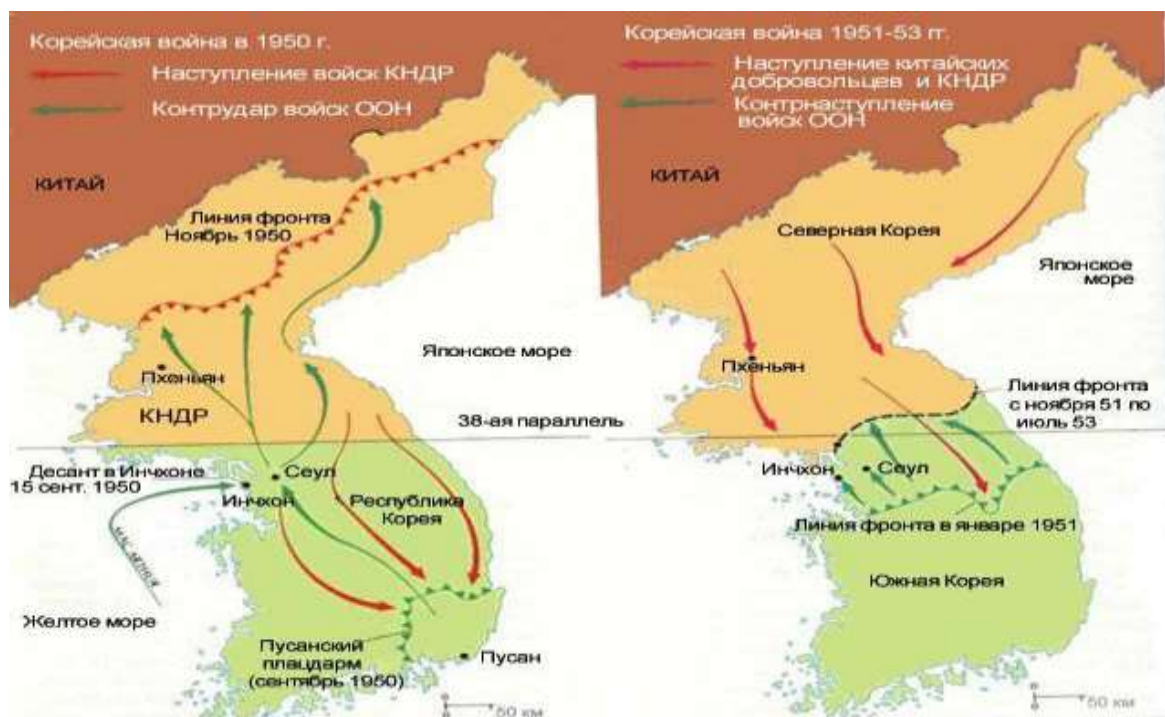 Корейская война в 1950 г.
Наступление войск КНДР
Контрудар войск ООН
КИТАЙ
Линия фронта
Ноябрь 1950
Японское море
Пхеньян
КНДР
38-ая параллель
Десант в Инчхоне
15 сент. 1950
Сеул
Инчхон
Республика
Корея
Желтое море
Пусанский
плацдарм
(сентябрь 1950)
Пусан
50 км
Корейская война 1951-53 гг.
Наступление китайских
добровольцев и КНДР
Контрнаступление
войск ООН
КИТАЙ
Северная Корея
Японское
море
Пхеньян
Линия фронта
с ноября 51 по
июль 53
Инчхон
Сеул
Линия фронта в январе 1951
Южная Корея
50 км